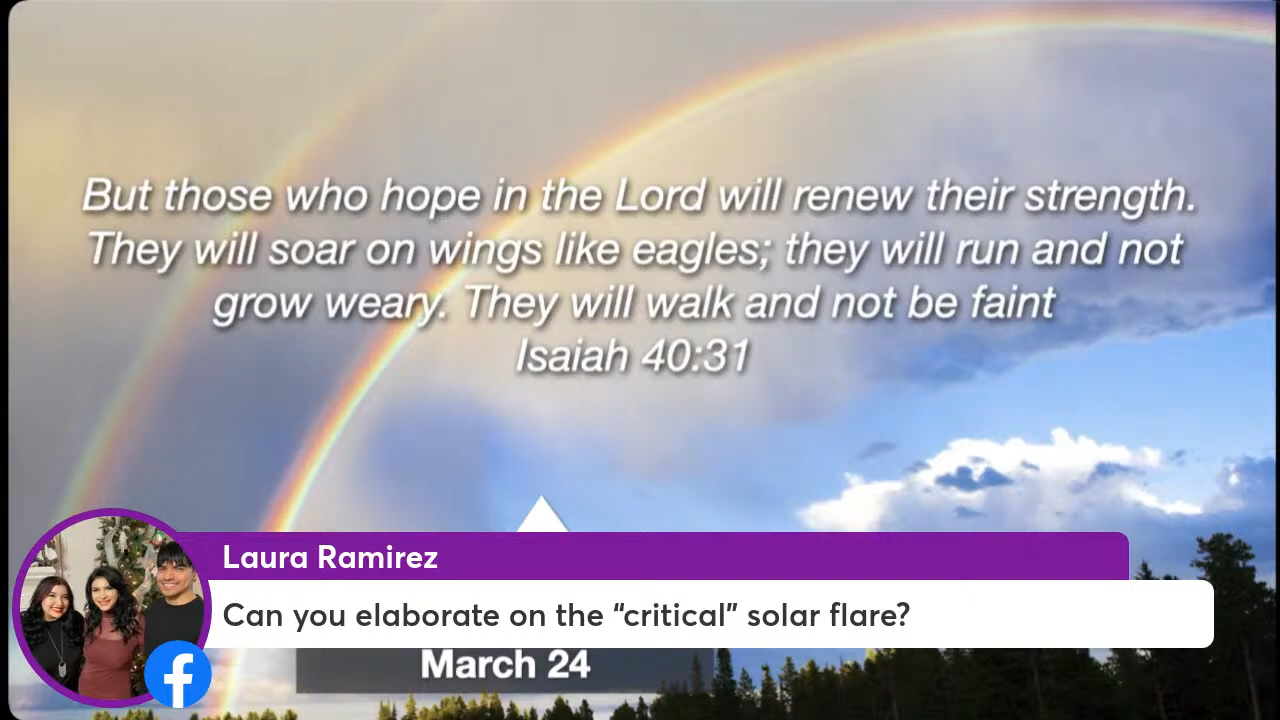 But those who hope in the Lord will renew their strength.
They will soar on wings like eagles; they will run and not
grow weary. They will walk and not be faint
Isaiah 40:31
Laura Ramirez
Can you elaborate on the “critical” solar flare?
March 24